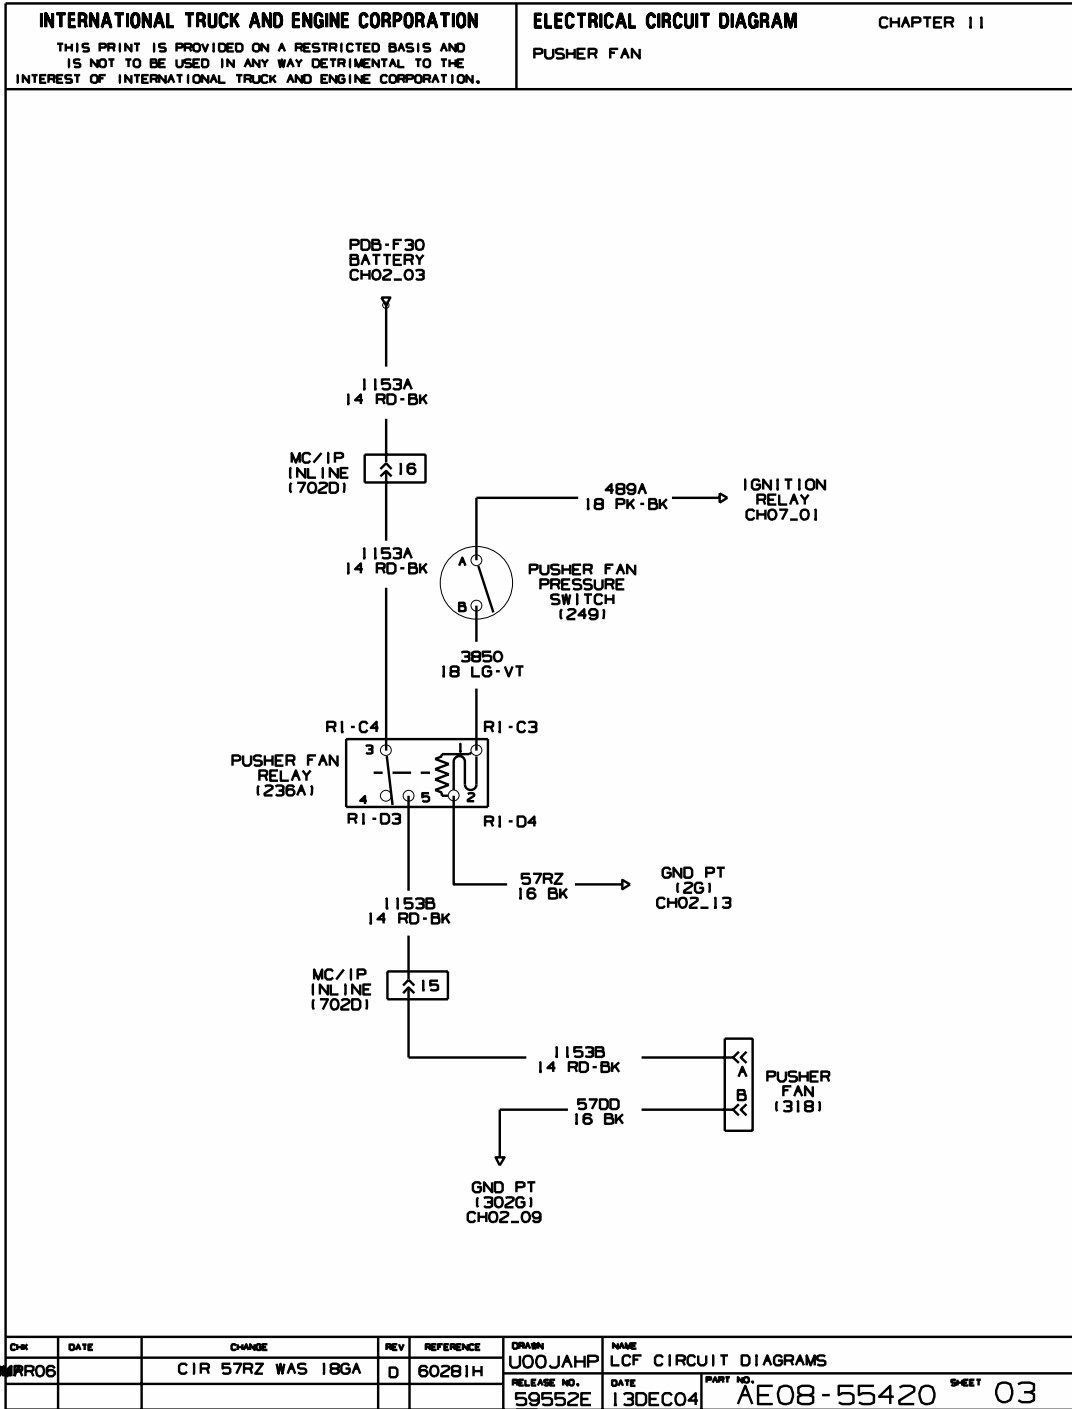 INTERNATIONAL TRUCK AND ENGINE CORPORATION
THIS PRINT IS PROVIDED ON A RESTRICTED BASIS AND
IS NOT TO BE USED IN ANY WAY DETRIMENTAL TO THE
INTEREST OF INTERNATIONAL TRUCK AND ENGINE CORPORATION.
ELECTRICAL CIRCUIT DIAGRAM
CHAPTER 11
PUSHER FAN
PDB-F30
BATTERY
CH02_03
1153A
14 RD-BK
MC/IP
INLINE
(702D)
16
489A
18 PK-BK
IGNITION
RELAY
CH07_01
1153A
14 RD-BK
A
B
PUSHER FAN
PRESSURE
SWITCH
(249)
3850
18 LG-VT
R1-C4
R1-C3
PUSHER FAN
RELAY
(236A)
3
1
4
5
2
R1-D3
R1-D4
57RZ
16 BK
GND PT
(2G)
CH02_13
1153B
14 RD-BK
MC/IP
INLINE
(702D)
15
1153B
14 RD-BK
A
B
PUSHER
FAN
(318)
57DD
16 BK
GND PT
(302G)
CH02_09
CHK
DATE
CHANGE
REV
REFERENCE
DRAWN
NAME
CIR 57RZ WAS 18GA
D
60281H
U00JAHP
LCF CIRCUIT DIAGRAMS
RELEASE NO.
DATE
PART NO.
SHEET
59552E
13DEC04
AE08-55420
03